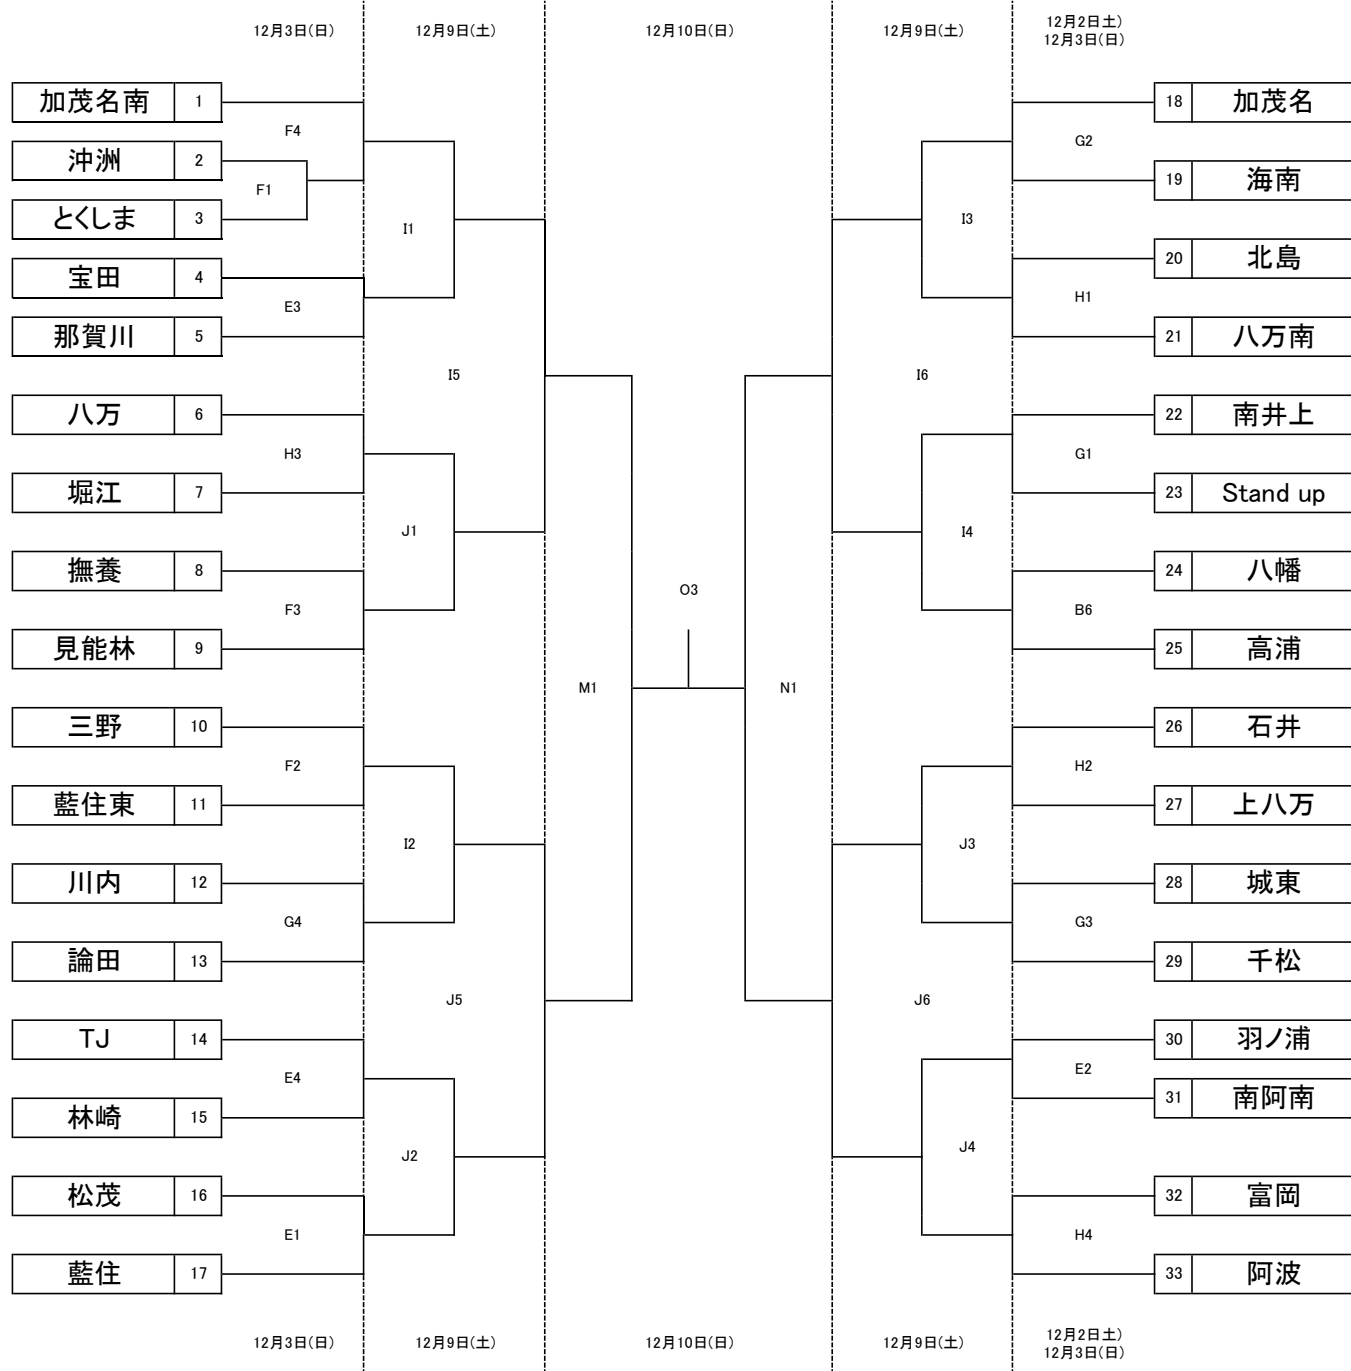 12月3日(日) 12月9日(土) 12月10日(日) 12月9日(土) 12月2日土)
12月3日(日)
加茂名南 1 18 加茂名
F4 G2
沖洲 2 19 海南
F1
とくしま 3
I1 I3
宝田 4 20 北島
E3 H1
那賀川 5 21 八万南
I5 I6
八万 6 22 南井上
H3 G1
堀江 7 23 Stand up
J1 I4
撫養 8 24 八幡
O3
F3 B6
見能林 9 25 高浦
M1 N1
三野 10 26 石井
F2 H2
藍住東 11 27 上八万
I2 J3
川内 12 28 城東
G4 G3
論田 13 29 千松
J5 J6
TJ 14 30 羽ノ浦
E4 E2
林崎 15 31 南阿南
J2 J4
松茂 16 32 富岡
E1 H4
藍住 17 33 阿波
12月3日(日) 12月9日(土) 12月10日(日) 12月9日(土) 12月2日土)
12月3日(日)